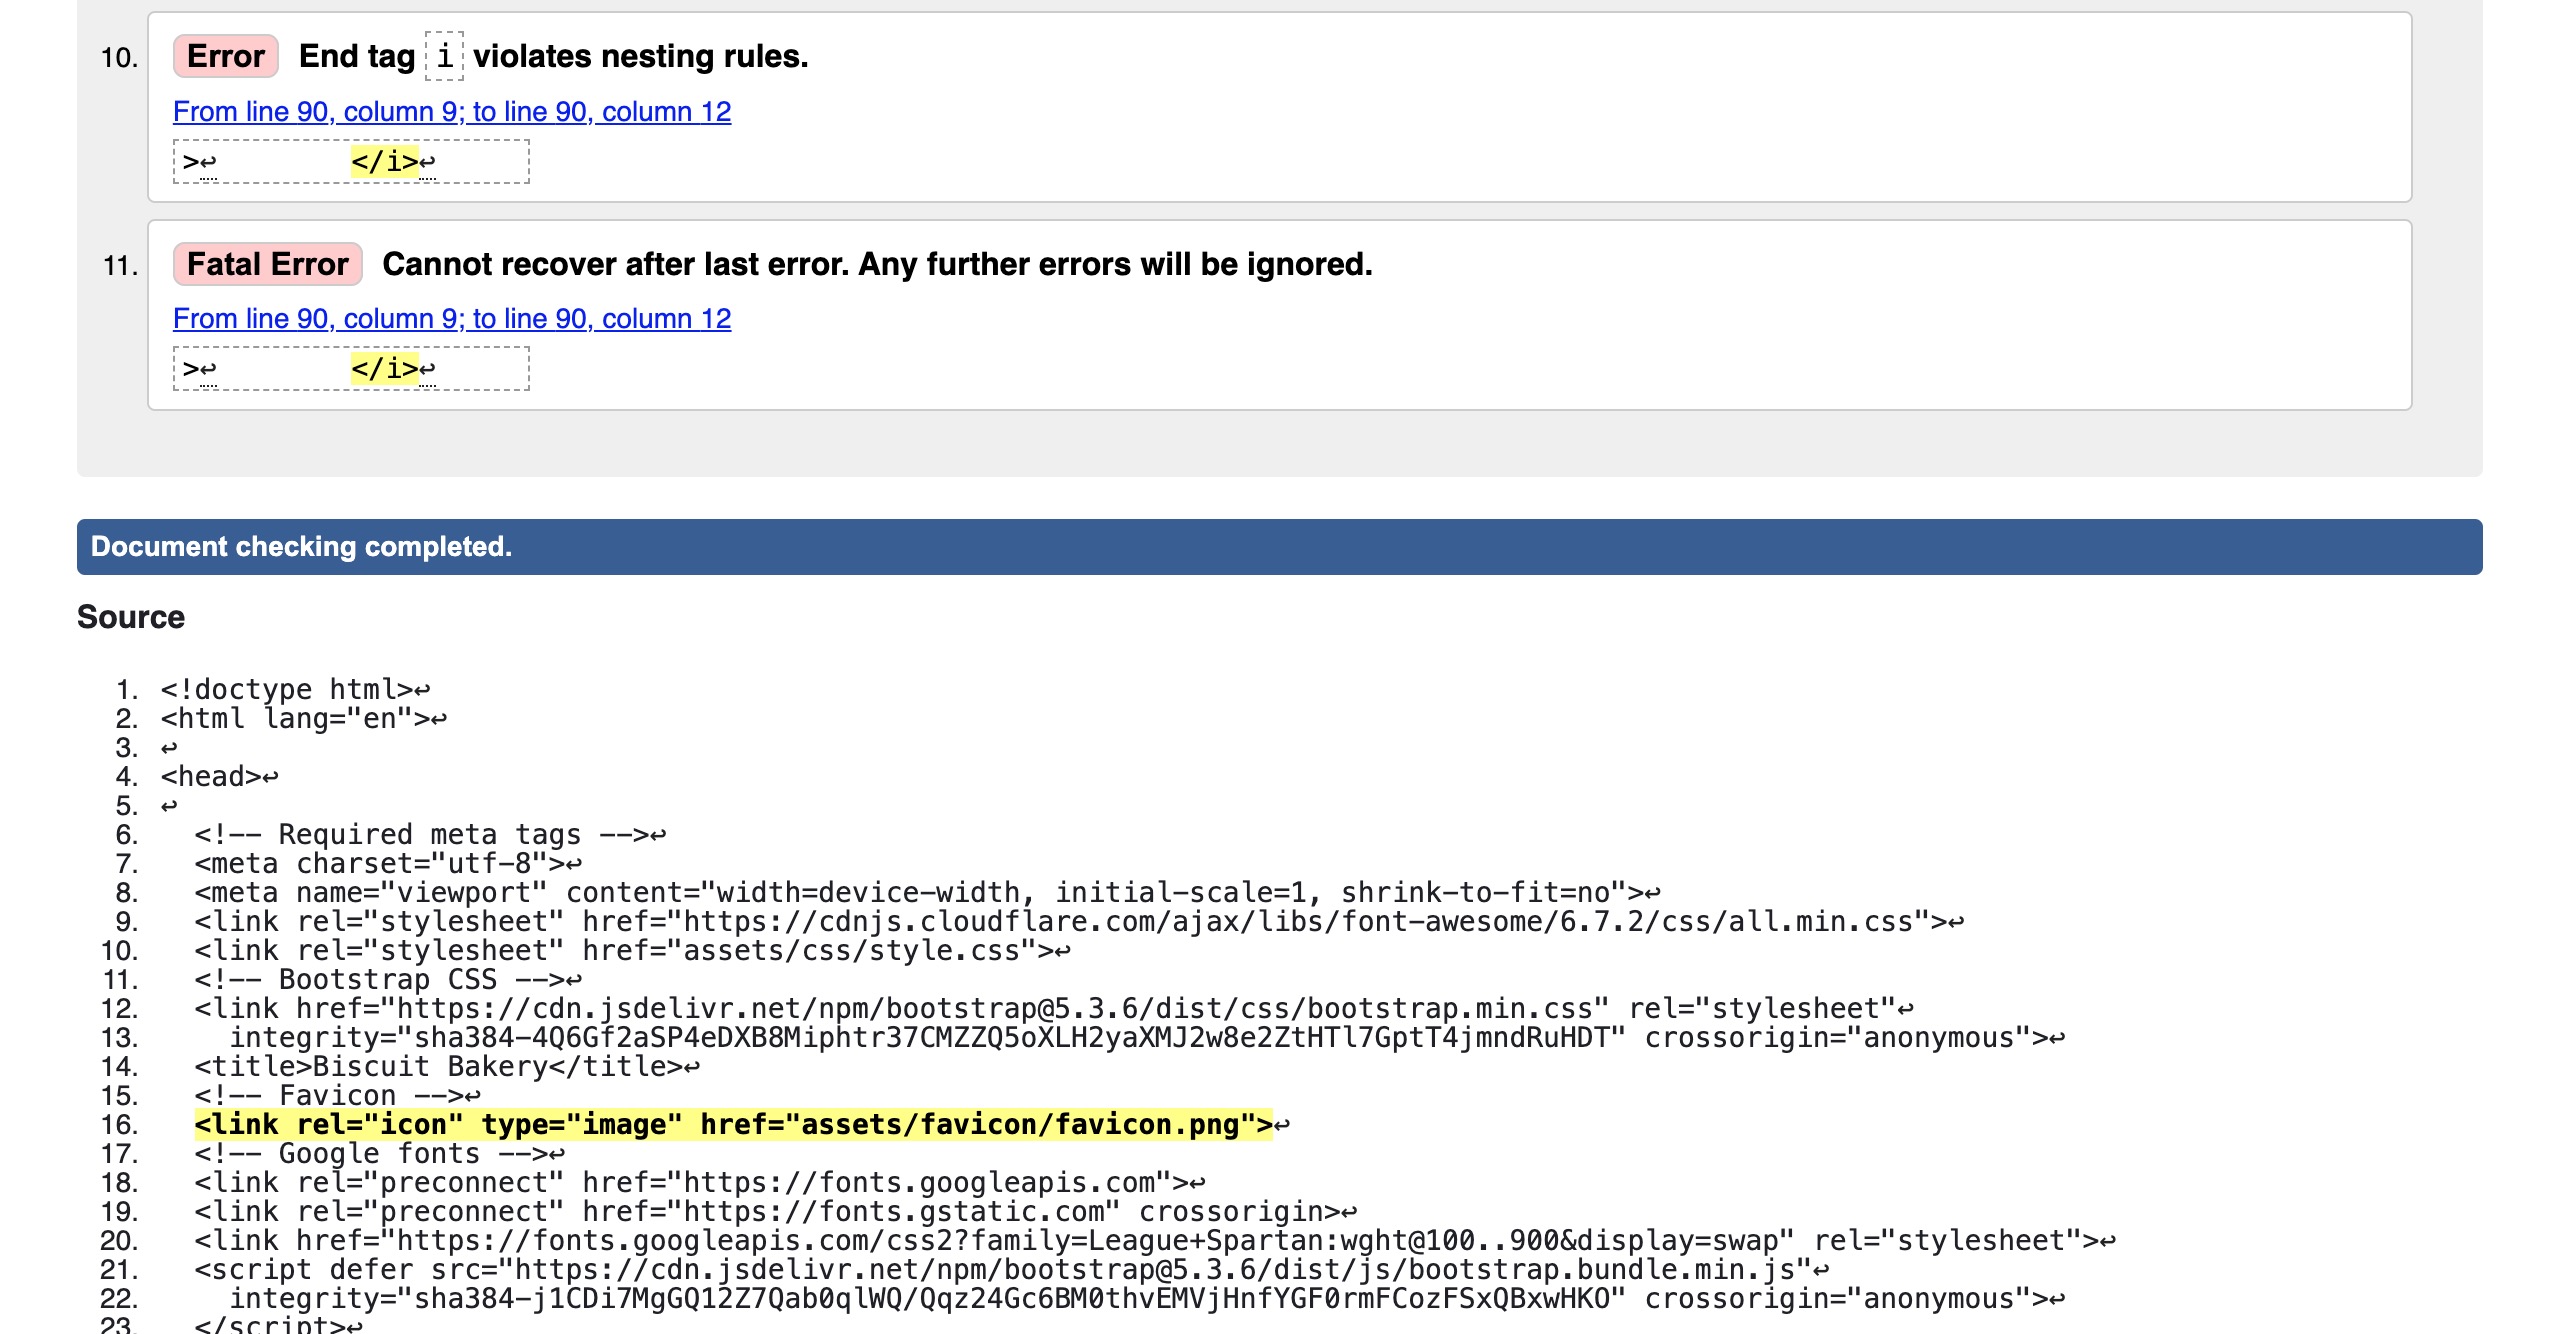 10. Error End tag i violates nesting rules.
From line 90, column 9; to line 90, column 12
>↩        </i>↩
11. Fatal Error Cannot recover after last error. Any further errors will be ignored.
From line 90, column 9; to line 90, column 12
>↩        </i>↩
Document checking completed.
Source
1. <!doctype html>↩
2. <html lang="en">↩
3. ↩
4. <head>↩
5. ↩
6.   <!-- Required meta tags -->↩
7.   <meta charset="utf-8">↩
8.   <meta name="viewport" content="width=device-width, initial-scale=1, shrink-to-fit=no">↩
9.   <link rel="stylesheet" href="https://cdnjs.cloudflare.com/ajax/libs/font-awesome/6.7.2/css/all.min.css">↩
10.   <link rel="stylesheet" href="assets/css/style.css">↩
11.   <!-- Bootstrap CSS -->↩
12.   <link href="https://cdn.jsdelivr.net/npm/bootstrap@5.3.6/dist/css/bootstrap.min.css" rel="stylesheet"↩
13.     integrity="sha384-4Q6Gf2aSP4eDXB8Miphtr37CMZZQ5oXLH2yaXMJ2w8e2ZtHTl7GptT4jmndRuHDT" crossorigin="anonymous">↩
14.   <title>Biscuit Bakery</title>↩
15.   <!-- Favicon -->↩
16.   <link rel="icon" type="image" href="assets/favicon/favicon.png">↩
17.   <!-- Google fonts -->↩
18.   <link rel="preconnect" href="https://fonts.googleapis.com">↩
19.   <link rel="preconnect" href="https://fonts.gstatic.com" crossorigin>↩
20.   <link href="https://fonts.googleapis.com/css2?family=League+Spartan:wght@100..900&display=swap" rel="stylesheet">↩
21.   <script defer src="https://cdn.jsdelivr.net/npm/bootstrap@5.3.6/dist/js/bootstrap.bundle.min.js"↩
22.     integrity="sha384-j1CDi7MgGQ12Z7Qab0qlWQ/Qqz24Gc6BM0thvEMVjHnfYGF0rmFCozFSxQBxwHKO" crossorigin="anonymous">↩
23.   </script>↩